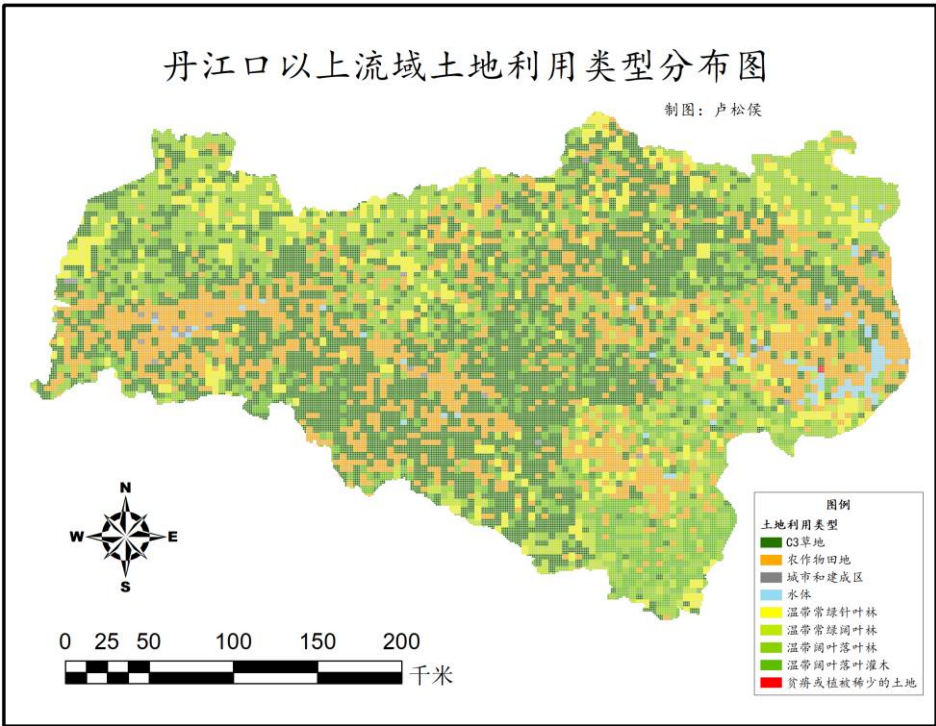 丹江口以上流域土地利用类型分布图
制图：卢松侯
N
W E
S
0 25 50 100 150 200
千米
图例
土地利用类型
C3草地
农作物田地
城市和建成区
水体
温带常绿针叶林
温带常绿阔叶林
温带阔叶落叶林
温带阔叶落叶灌木
贫瘠或植被稀少的土地